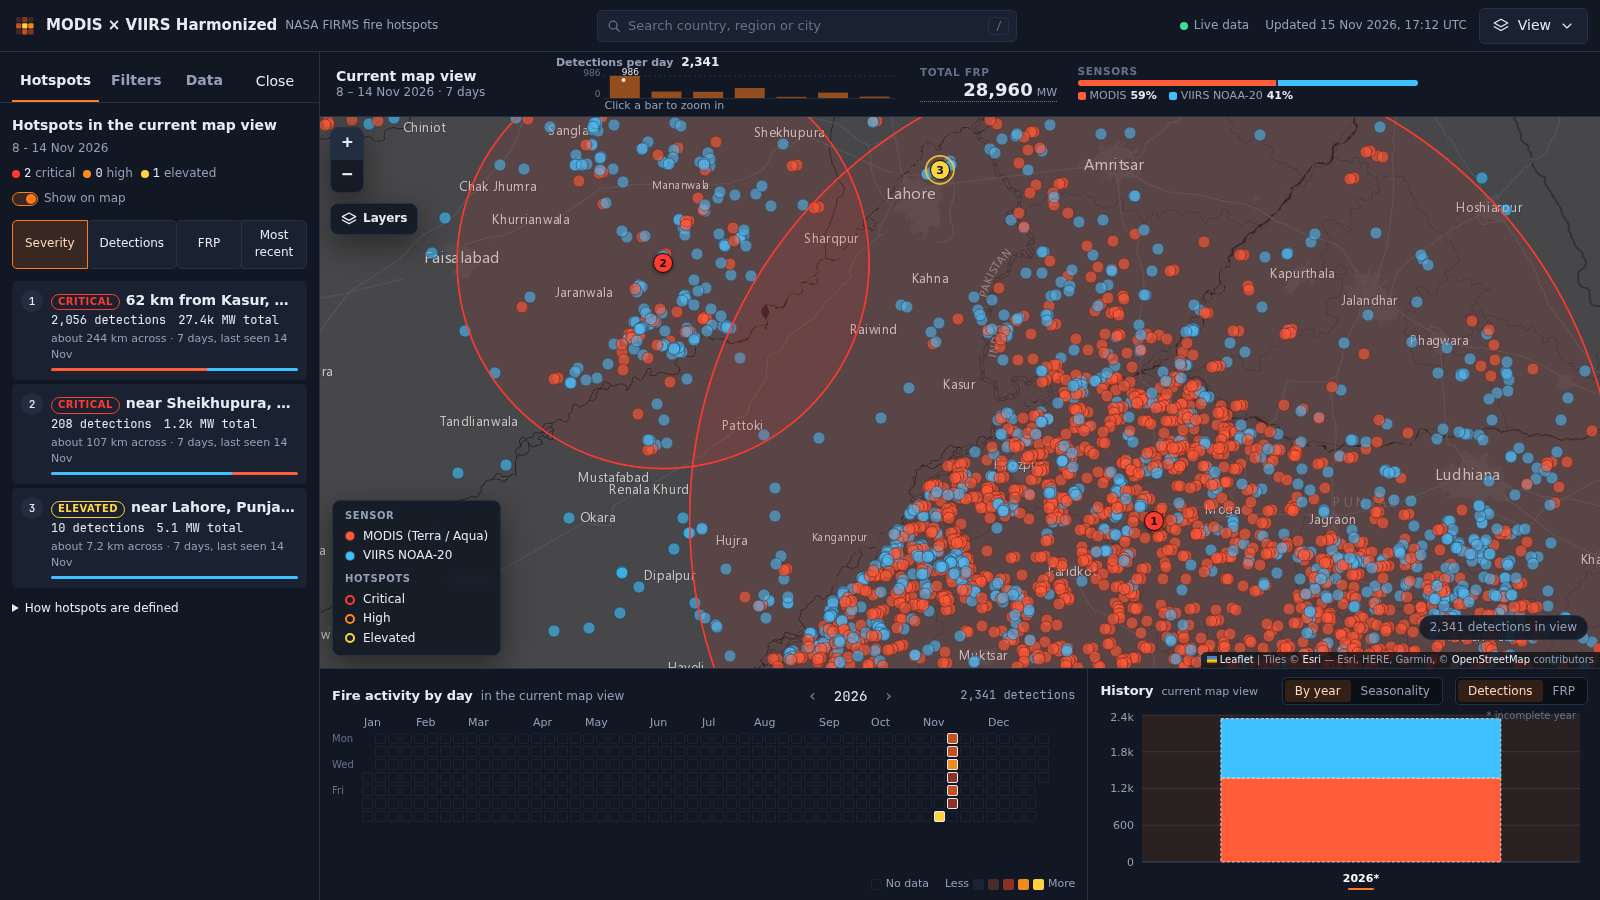 MODIS × VIIRS Harmonized
NASA FIRMS fire hotspots
Search country, region or city
/
Live data
Updated 15 Nov 2026, 17:12 UTC
View
Hotspots
Filters
Data
Close
Hotspots in the current map view
8 - 14 Nov 2026
2 critical
0 high
1 elevated
Show on map
Severity
Detections
FRP
Most recent
1
CRITICAL
62 km from Kasur, ...
2,056 detections 27.4k MW total
about 244 km across · 7 days, last seen 14
Nov
2
CRITICAL
near Sheikhupura, ...
208 detections 1.2k MW total
about 107 km across · 7 days, last seen 14
Nov
3
ELEVATED
near Lahore, Punja...
10 detections 5.1 MW total
about 7.2 km across · 7 days, last seen 14
Nov
How hotspots are defined
Current map view
8 – 14 Nov 2026 · 7 days
Detections per day 2,341
986
986
0
Click a bar to zoom in
TOTAL FRP
28,960 MW
SENSORS
MODIS 59%
VIIRS NOAA-20 41%
+
−
Layers
Chiniot
Sangla
Shekhupura
Chak Jhumra
Mananwala
Khurrianwala
Lahore
3
Amritsar
Hoshiarpur
Faisalabad
2
Sharqpur
Jaranwala
Kahna
PAKISTAN
Kapurthala
Jalandhar
Raiwind
Phagwara
ra
Kasur
Tandlianwala
Pattoki
Mustafabad
Renala Khurd
Ludhiana
Okara
Hujra
Kanganpur
1
Moga
Jagraon
a
Kha
Dipalpur
Faridkot
w
Haveli
Muktsar
SENSOR
MODIS (Terra / Aqua)
VIIRS NOAA-20
HOTSPOTS
Critical
High
Elevated
2,341 detections in view
Leaflet | Tiles © Esri — Esri, HERE, Garmin, © OpenStreetMap contributors
Fire activity by day
in the current map view
‹ 2026 ›
2,341 detections
Jan Feb Mar Apr May Jun Jul Aug Sep Oct Nov Dec
Mon
Wed
Fri
No data
Less
More
History
current map view
By year
Seasonality
Detections
FRP
* incomplete year
2.4k
1.8k
1.2k
600
0
2026*